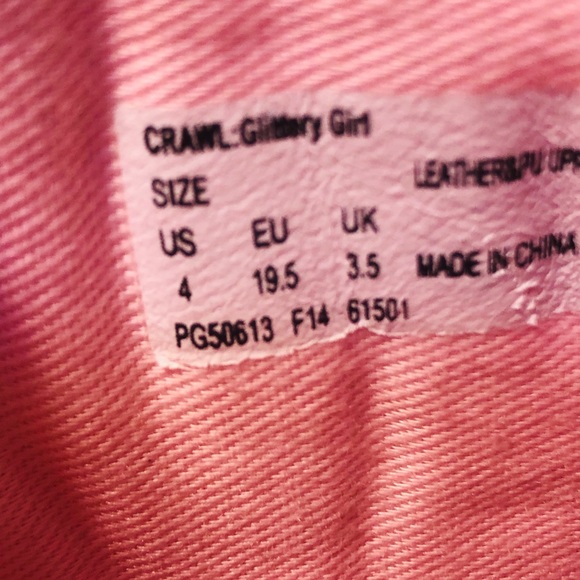 CRAWL:Glittery Girl
SIZE
LEATHER&PU UPP
US EU UK
4 19.5 3.5
MADE IN CHINA
PG50613 F14 61501